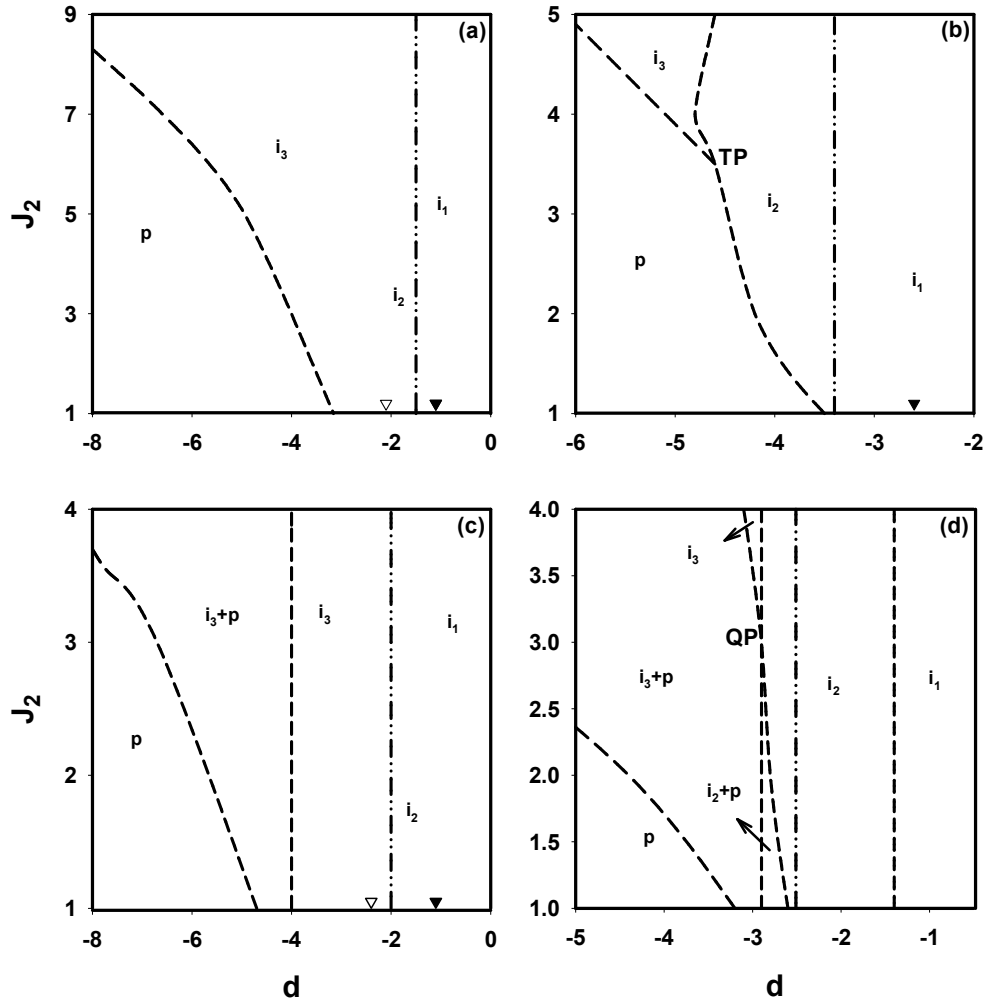 (a)
9
7
5
3
1
J₂
p
i₃
i₂
i₁
-8
-6
-4
-2
0
(b)
5
4
3
2
1
i₃
TP
i₂
p
i₁
-6
-5
-4
-3
-2
(c)
4
3
2
1
J₂
i₃+p
i₃
i₁
p
i₂
-8
-6
-4
-2
0
d
(d)
4.0
3.5
3.0
2.5
2.0
1.5
1.0
i₃
QP
i₃+p
i₂
i₁
i₂+p
p
-5
-4
-3
-2
-1
d